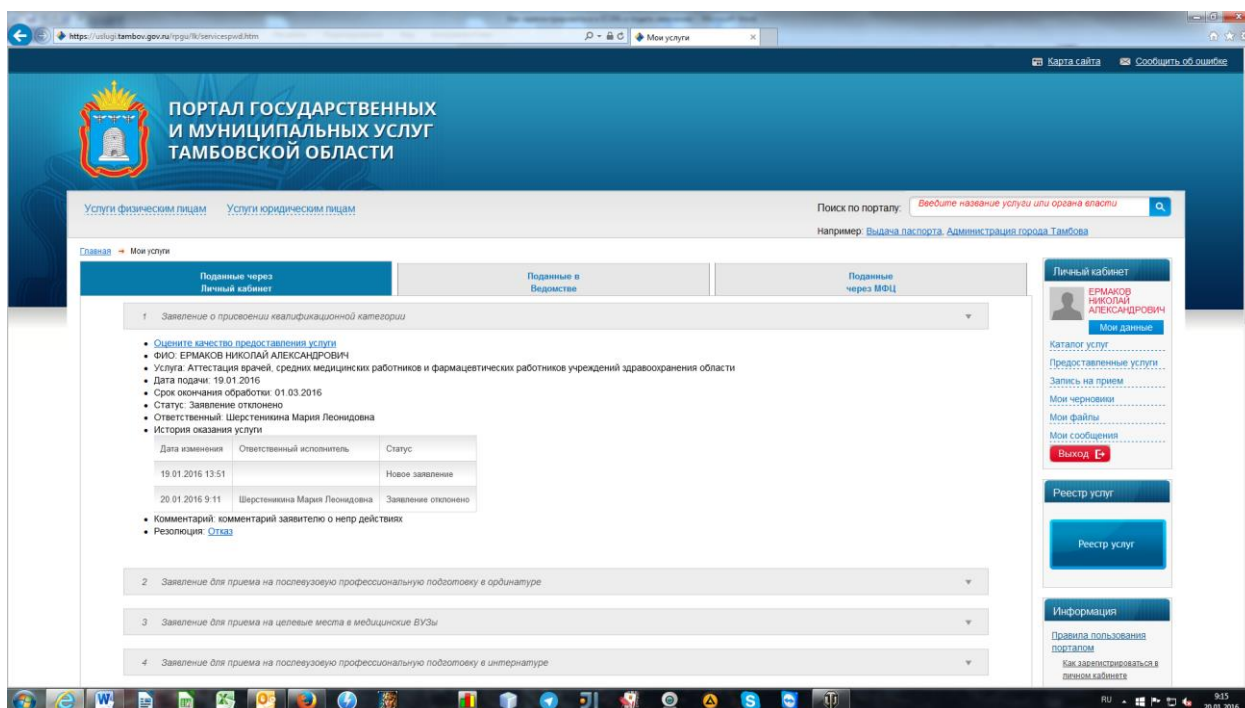 https://uslugi.tambov.gov.ru/rpgu/lk/servicespwd.htm
Мои услуги
Карта сайта
Сообщить об ошибке
ПОРТАЛ ГОСУДАРСТВЕННЫХ
И МУНИЦИПАЛЬНЫХ УСЛУГ
ТАМБОВСКОЙ ОБЛАСТИ
Услуги физическим лицам
Услуги юридическим лицам
Поиск по порталу:
Введите название услуги или органа власти
Например: Выдача паспорта, Администрация города Тамбова
Главная → Мои услуги
Поданные через
Личный кабинет
Поданные в
Ведомстве
Поданные
через МФЦ
1 Заявление о присвоении квалификационной категории
Оцените качество предоставления услуги
ФИО: ЕРМАКОВ НИКОЛАЙ АЛЕКСАНДРОВИЧ
Услуга: Аттестация врачей, средних медицинских работников и фармацевтических работников учреждений здравоохранения области
Дата подачи: 19.01.2016
Срок окончания обработки: 01.03.2016
Статус: Заявление отклонено
Ответственный: Шерстеникина Мария Леонидовна
История оказания услуги
Дата изменения Ответственный исполнитель Статус
19.01.2016 13:51 Новое заявление
20.01.2016 9:11 Шерстеникина Мария Леонидовна Заявление отклонено
Комментарий: комментарий заявителю о непр действиях
Резолюция: Отказ
2 Заявление для приема на послевузовую профессиональную подготовку в ординатуре
3 Заявление для приема на целевые места в медицинские ВУЗы
4 Заявление для приема на послевузовую профессиональную подготовку в интернатуре
Личный кабинет
ЕРМАКОВ
НИКОЛАЙ
АЛЕКСАНДРОВИЧ
Мои данные
Каталог услуг
Предоставленные услуги
Запись на прием
Мои черновики
Мои файлы
Мои сообщения
Выход
Реестр услуг
Реестр услуг
Информация
Правила пользования
порталом
Как зарегистрироваться в
личном кабинете
RU
9:15
20.01.2016